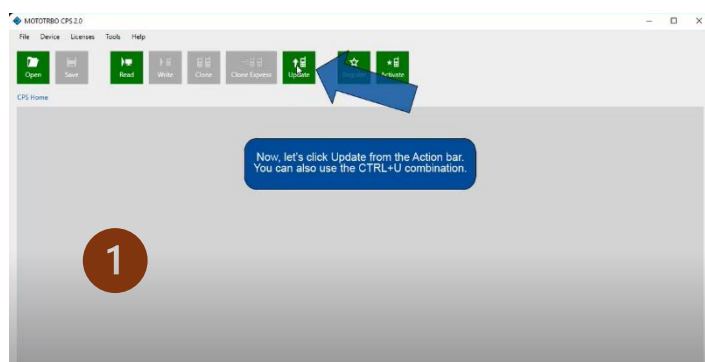 MOTOTRBO CPS 2.0
File Device Licenses Tools Help
Open Save Read Write Clone Clone Express Update Register Activate
CPS Home
Now, let's click Update from the Action bar.
You can also use the CTRL+U combination.
1